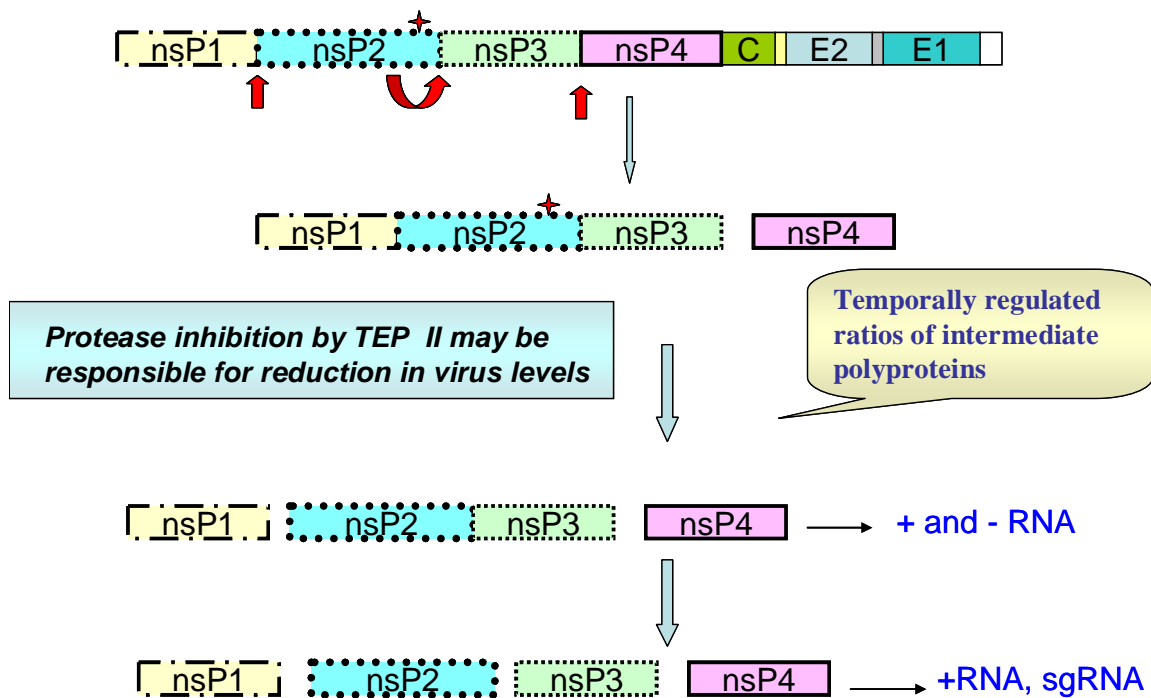 nsP1 nsP2 nsP3 nsP4 C E2 E1
nsP1 nsP2 nsP3 nsP4
Protease inhibition by TEP II may be
responsible for reduction in virus levels
Temporally regulated
ratios of intermediate
polyproteins
nsP1 nsP2 nsP3 nsP4 + and - RNA
nsP1 nsP2 nsP3 nsP4 +RNA, sgRNA